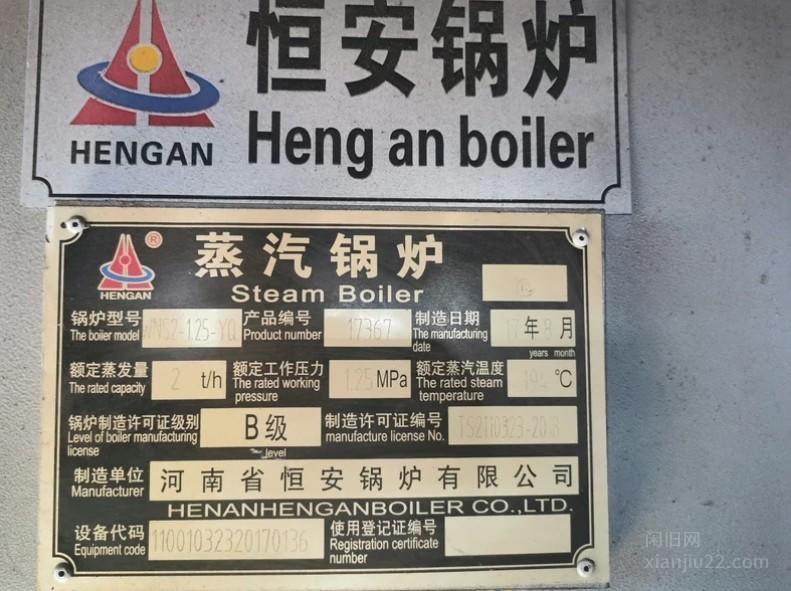 恒安锅炉
HENGAN
Heng an boiler
HENGAN
®
蒸汽锅炉
Steam Boiler
锅炉型号 WNS2-1.25-YQ 产品编号 17367 制造日期 17年8月
The boiler model Product number The manufacturing date years month
额定蒸发量 2 t/h 额定工作压力 1.25 MPa 额定蒸汽温度 194 ℃
The rated capacity The rated working pressure The rated steam temperature
锅炉制造许可证级别 B级 制造许可证编号 TS2110323-2018
Level of boiler manufacturing license level manufacture license No.
制造单位 河南省恒安锅炉有限公司
Manufacturer HENANHENGANBOILER CO.,LTD.
设备代码 11001032320170136 使用登记证编号
Equipment code Registration certificate number
闲旧网
xianjiu22.com